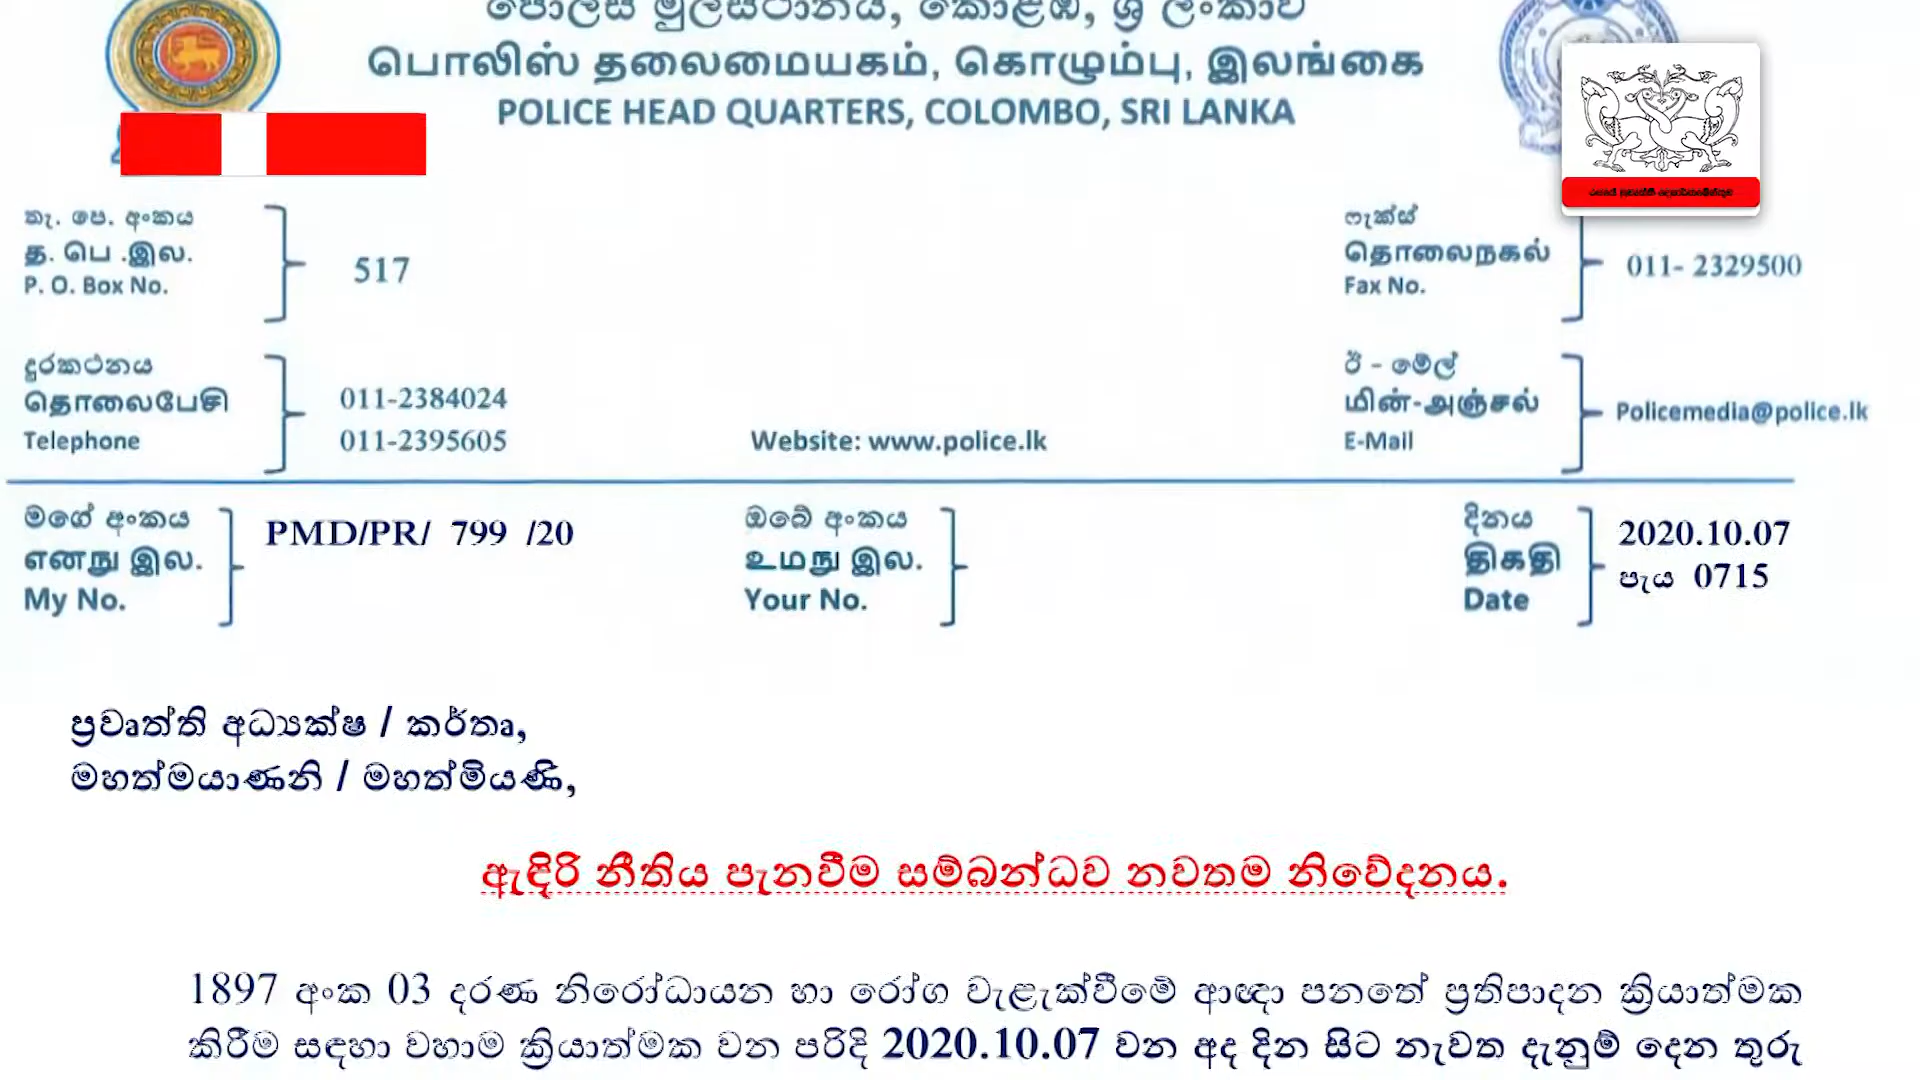 පොලිස් මූලස්ථානය, කොළඹ, ශ්‍රී ලංකාව
பொலிஸ் தலைமையகம், கொழும்பு, இலங்கை
POLICE HEAD QUARTERS, COLOMBO, SRI LANKA
තැ. පෙ. අංකය
த. பெ .இல.
P. O. Box No.
517
ෆැක්ස්
தொலைநகல்
Fax No.
011- 2329500
දුරකථනය
தொலைபேசி
Telephone
011-2384024
011-2395605
Website: www.police.lk
ඊ - මේල්
மின்-அஞ்சல்
E-Mail
Policemedia@police.lk
මගේ අංකය
எனது இல.
My No.
PMD/PR/ 799 /20
ඔබේ අංකය
உமது இல.
Your No.
දිනය
திகதி
Date
2020.10.07
පැය 0715
ප්‍රවෘත්ති අධ්‍යක්ෂ / කර්තෘ,
මහත්මයාණනි / මහත්මියණි,
ඇඳිරි නීතිය පැනවීම සම්බන්ධව නවතම නිවේදනය.
1897 අංක 03 දරණ නිරෝධායන හා රෝග වැළැක්වීමේ ආඥා පනතේ ප්‍රතිපාදන ක්‍රියාත්මක
කිරීම සඳහා වහාම ක්‍රියාත්මක වන පරිදි 2020.10.07 වන අද දින සිට නැවත දැනුම් දෙන තුරු